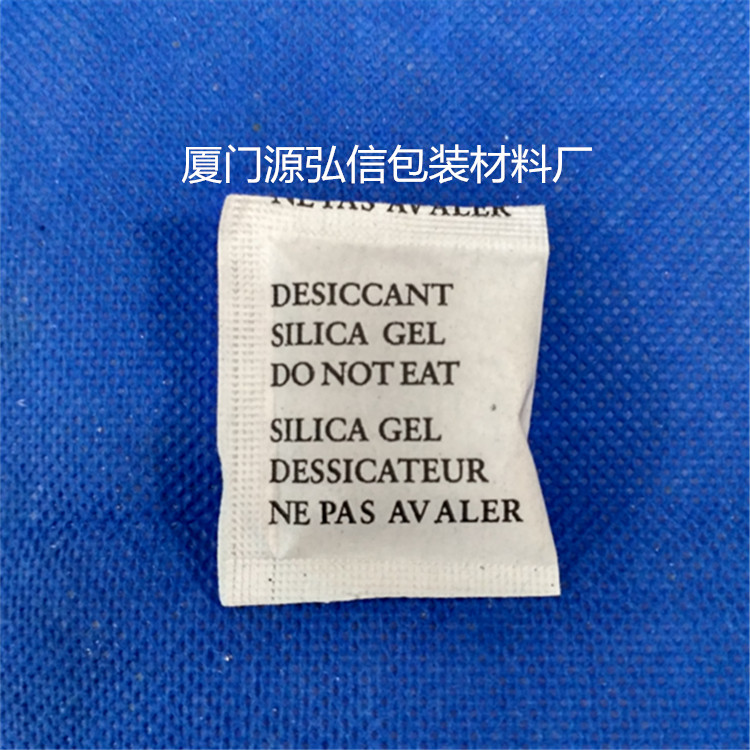 厦门源弘信包装材料厂
NE PAS AVALER
DESICCANT
SILICA GEL
DO NOT EAT
SILICA GEL
DESSICATEUR
NE PAS AVALER